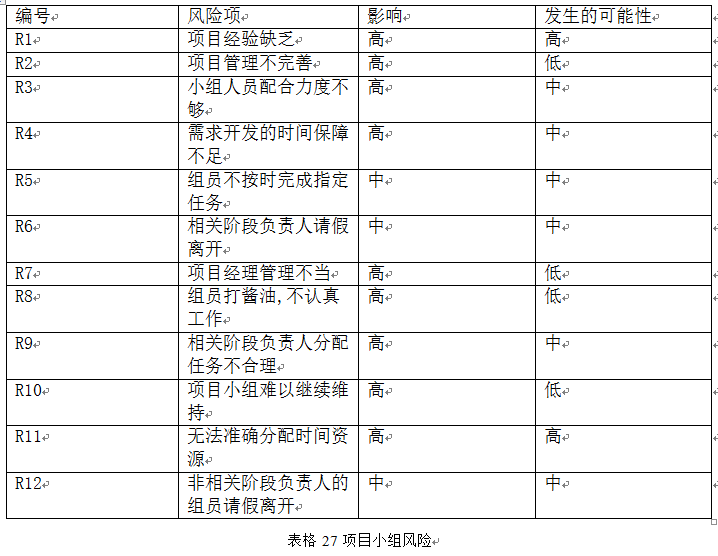 编号 风险项 影响 发生的可能性
R1 项目经验缺乏 高 高
R2 项目管理不完善 高 低
R3 小组人员配合力度不 高 中
够
R4 需求开发的时间保障 高 中
不足
R5 组员不按时完成指定 中 中
任务
R6 相关阶段负责人请假 中 中
离开
R7 项目经理管理不当 高 低
R8 组员打酱油,不认真 高 低
工作
R9 相关阶段负责人分配 高 中
任务不合理
R10 项目小组难以继续维 高 低
持
R11 无法准确分配时间资 高 高
源
R12 非相关阶段负责人的 中 中
组员请假离开
表格 27 项目小组风险